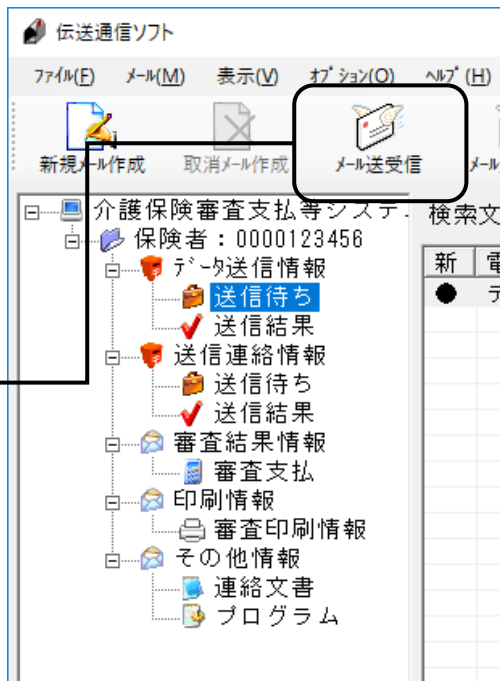 伝送通信ソフト
ファイル(F) メール(M) 表示(V) オプション(O) ヘルプ(H)
新規メール作成 取消メール作成 メール送受信 メール
介護保険審査支払等システ
検索文
保険者：0000123456
新
データ送信情報
● デ
送信待ち
送信結果
送信連絡情報
送信待ち
送信結果
審査結果情報
審査支払
印刷情報
審査印刷情報
その他情報
連絡文書
プログラム